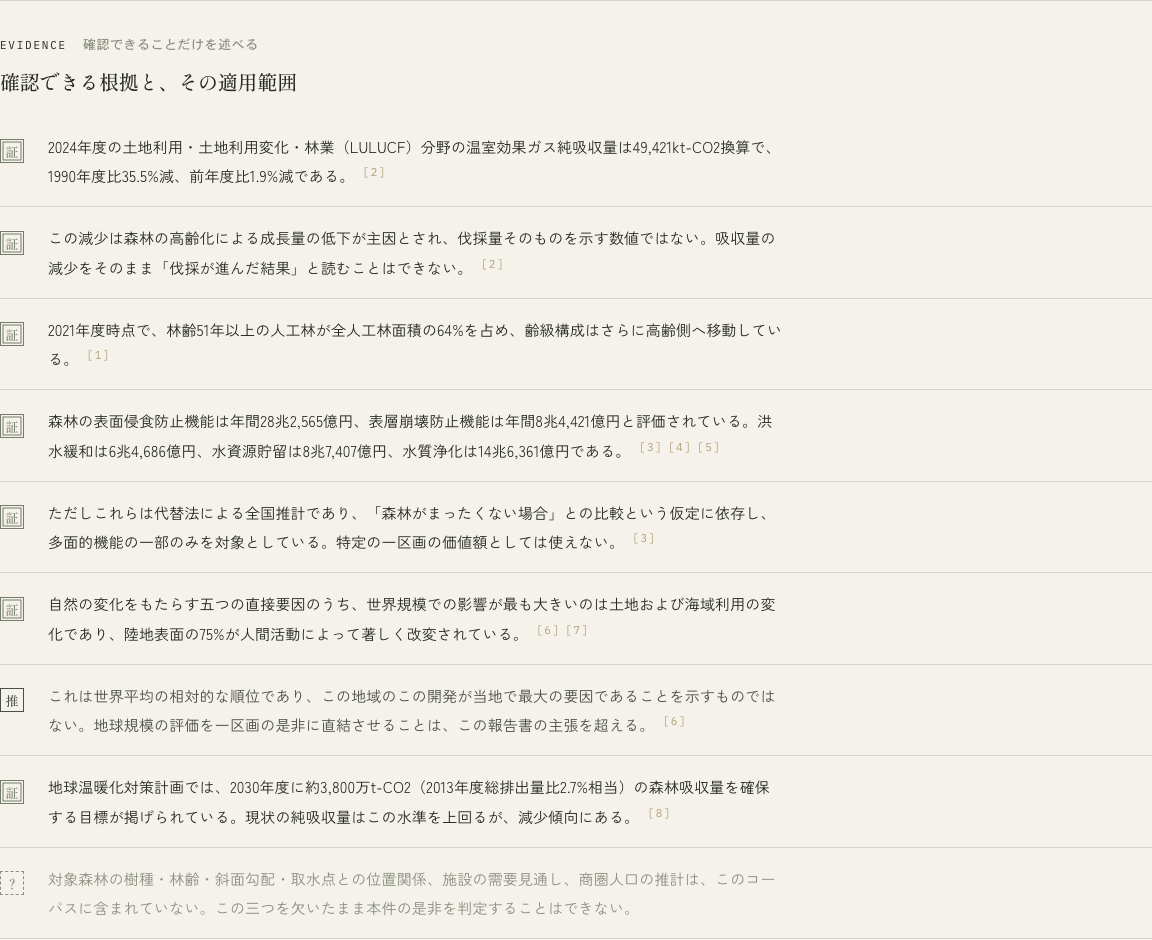 EVIDENCE 確認できることだけを述べる
確認できる根拠と、その適用範囲
証 2024年度の土地利用・土地利用変化・林業（LULUCF）分野の温室効果ガス純吸収量は49,421kt-CO2換算で、
1990年度比35.5%減、前年度比1.9%減である。 [2]
証 この減少は森林の高齢化による成長量の低下が主因とされ、伐採量そのものを示す数値ではない。吸収量の
減少をそのまま「伐採が進んだ結果」と読むことはできない。 [2]
証 2021年度時点で、林齢51年以上の人工林が全人工林面積の64%を占め、齢級構成はさらに高齢側へ移動してい
る。 [1]
証 森林の表面侵食防止機能は年間28兆2,565億円、表層崩壊防止機能は年間8兆4,421億円と評価されている。洪
水緩和は6兆4,686億円、水資源貯留は8兆7,407億円、水質浄化は14兆6,361億円である。 [3] [4] [5]
証 ただしこれらは代替法による全国推計であり、「森林がまったくない場合」との比較という仮定に依存し、
多面的機能の一部のみを対象としている。特定の一区画の価値額としては使えない。 [3]
証 自然の変化をもたらす五つの直接要因のうち、世界規模での影響が最も大きいのは土地および海域利用の変
化であり、陸地表面の75%が人間活動によって著しく改変されている。 [6] [7]
推 これは世界平均の相対的な順位であり、この地域のこの開発が当地で最大の要因であることを示すものでは
ない。地球規模の評価を一区画の是非に直結させることは、この報告書の主張を超える。 [6]
証 地球温暖化対策計画では、2030年度に約3,800万t-CO2（2013年度総排出量比2.7%相当）の森林吸収量を確保
する目標が掲げられている。現状の純吸収量はこの水準を上回るが、減少傾向にある。 [8]
? 対象森林の樹種・林齢・斜面勾配・取水点との位置関係、施設の需要見通し、商圏人口の推計は、このコー
パスに含まれていない。この三つを欠いたまま本件の是非を判定することはできない。